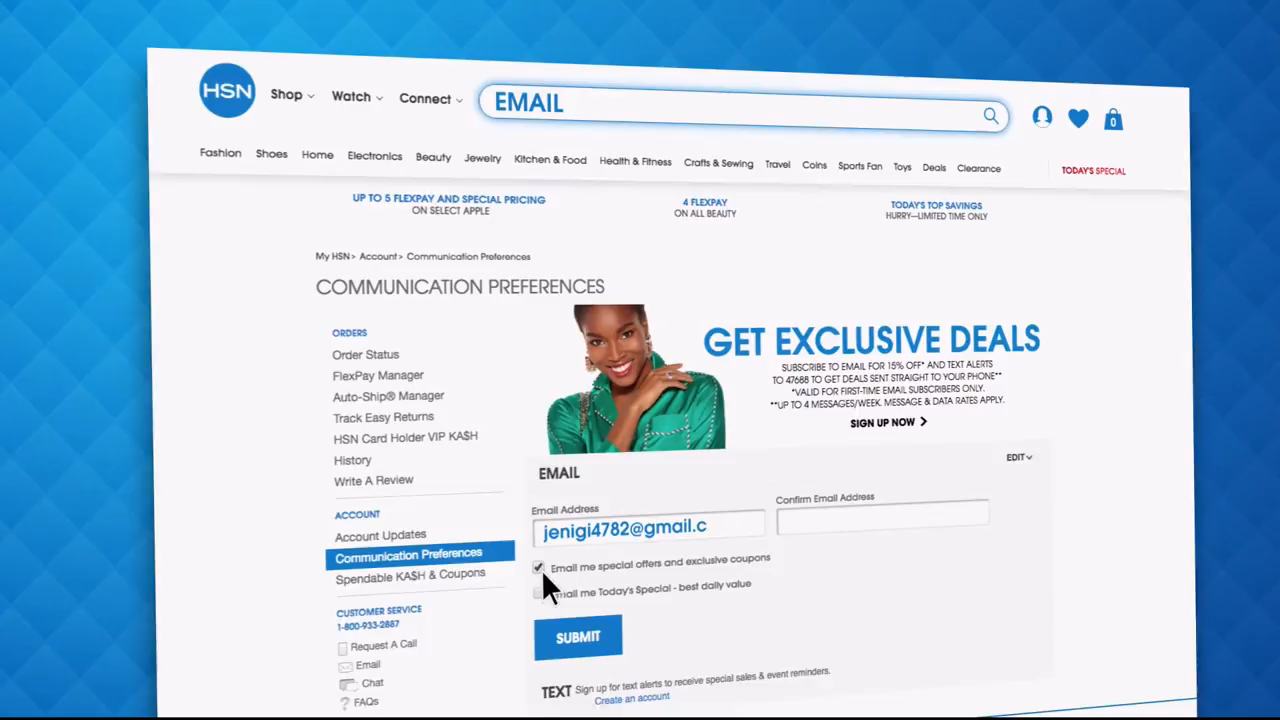 HSN
Shop
Watch
Connect
EMAIL
0
Fashion
Shoes
Home
Electronics
Beauty
Jewelry
Kitchen & Food
Health & Fitness
Crafts & Sewing
Travel
Coins
Sports Fan
Toys
Deals
Clearance
TODAY'S SPECIAL
UP TO 5 FLEXPAY AND SPECIAL PRICING
ON SELECT APPLE
4 FLEXPAY
ON ALL BEAUTY
TODAY'S TOP SAVINGS
HURRY—LIMITED TIME ONLY
My HSN> Account> Communication Preferences
COMMUNICATION PREFERENCES
ORDERS
Order Status
FlexPay Manager
Auto-Ship® Manager
Track Easy Returns
HSN Card Holder VIP KA$H
History
Write A Review
ACCOUNT
Account Updates
Communication Preferences
Spendable KA$H & Coupons
CUSTOMER SERVICE
1-800-933-2887
Request A Call
Email
Chat
FAQs
GET EXCLUSIVE DEALS
SUBSCRIBE TO EMAIL FOR 15% OFF* AND TEXT ALERTS
TO 47688 TO GET DEALS SENT STRAIGHT TO YOUR PHONE**
*VALID FOR FIRST-TIME EMAIL SUBSCRIBERS ONLY.
**UP TO 4 MESSAGES/WEEK. MESSAGE & DATA RATES APPLY.
SIGN UP NOW >
EMAIL
EDIT
Email Address
jenigi4782@gmail.c
Confirm Email Address
Email me special offers and exclusive coupons
me Today's Special - best daily value
SUBMIT
TEXT Sign up for text alerts to receive special sales & event reminders.
Create an account